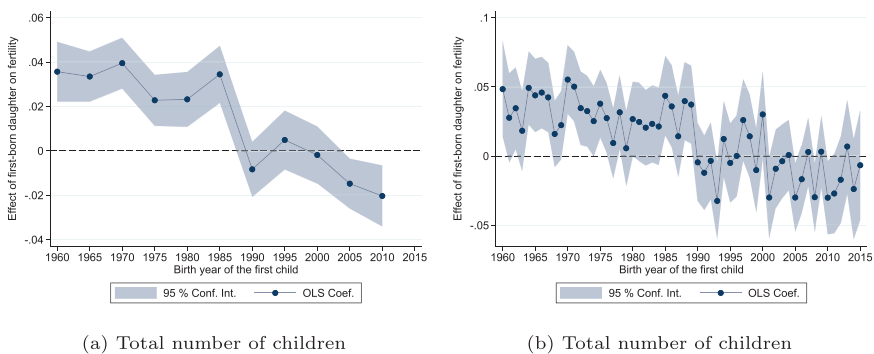 Effect of first-born daughter on fertility
.06
.04
.02
0
-.02
-.04
1960 1965 1970 1975 1980 1985 1990 1995 2000 2005 2010 2015
Birth year of the first child
95 % Conf. Int. OLS Coef.
(a) Total number of children
Effect of first-born daughter on fertility
.1
.05
0
-.05
1960 1965 1970 1975 1980 1985 1990 1995 2000 2005 2010 2015
Birth year of the first child
95 % Conf. Int. OLS Coef.
(b) Total number of children